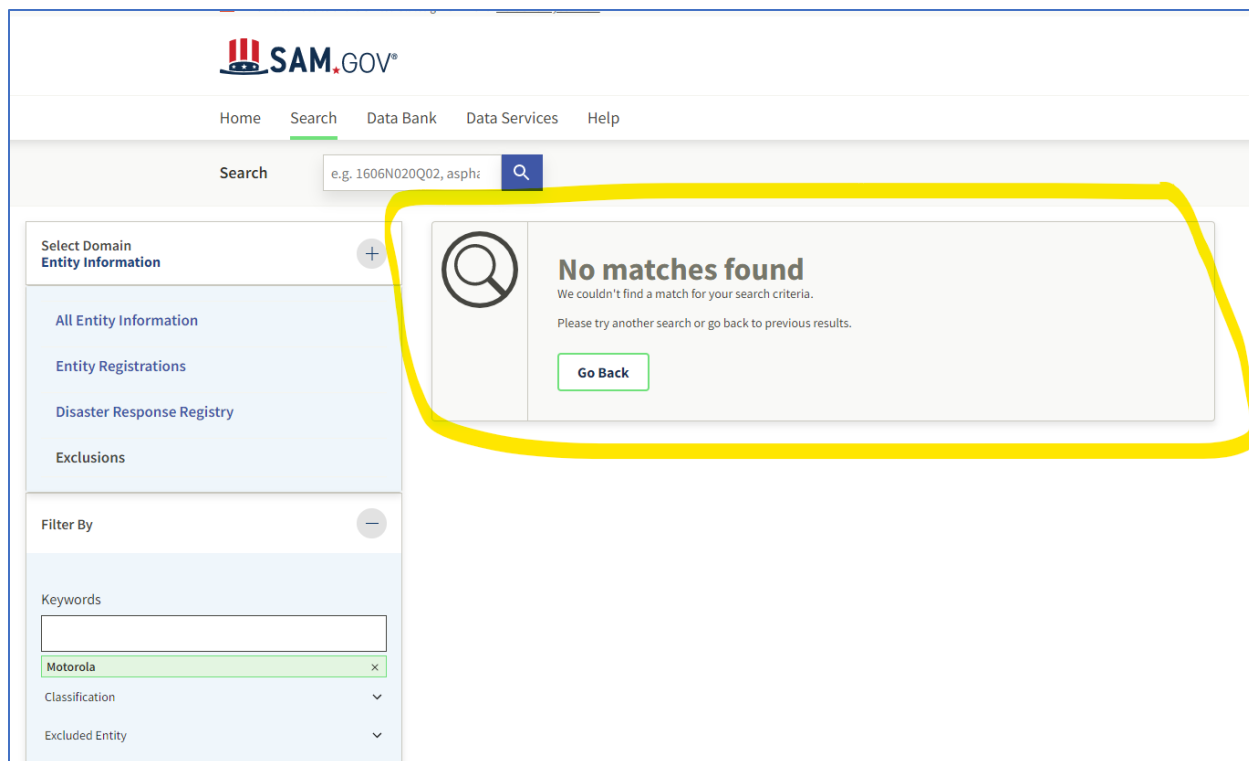 SAM.GOV®
Home Search Data Bank Data Services Help
Search
e.g. 1606N020Q02, aspha
Select Domain
Entity Information
All Entity Information
Entity Registrations
Disaster Response Registry
Exclusions
Filter By
Keywords
Motorola ×
Classification
Excluded Entity
No matches found
We couldn't find a match for your search criteria.
Please try another search or go back to previous results.
Go Back